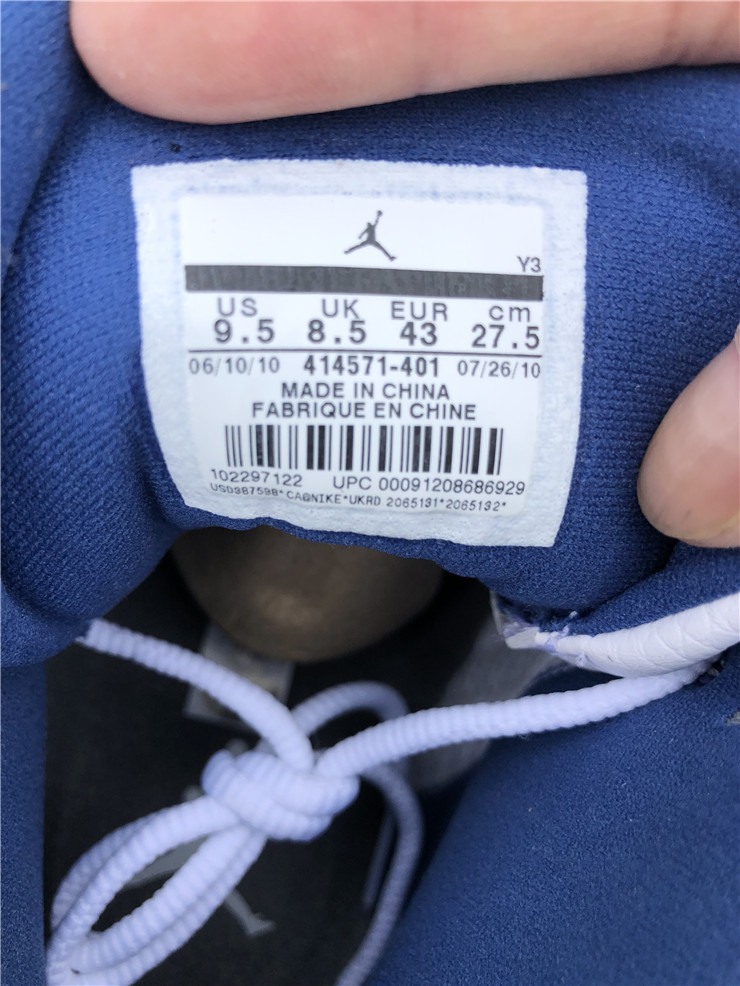 Y3
US UK EUR cm
9.5 8.5 43 27.5
06/10/10 414571-401 07/26/10
MADE IN CHINA
FABRIQUE EN CHINE
102297122 UPC 00091208686929
USD387598*CA@NIKE*UKRD 2065131*2065132*